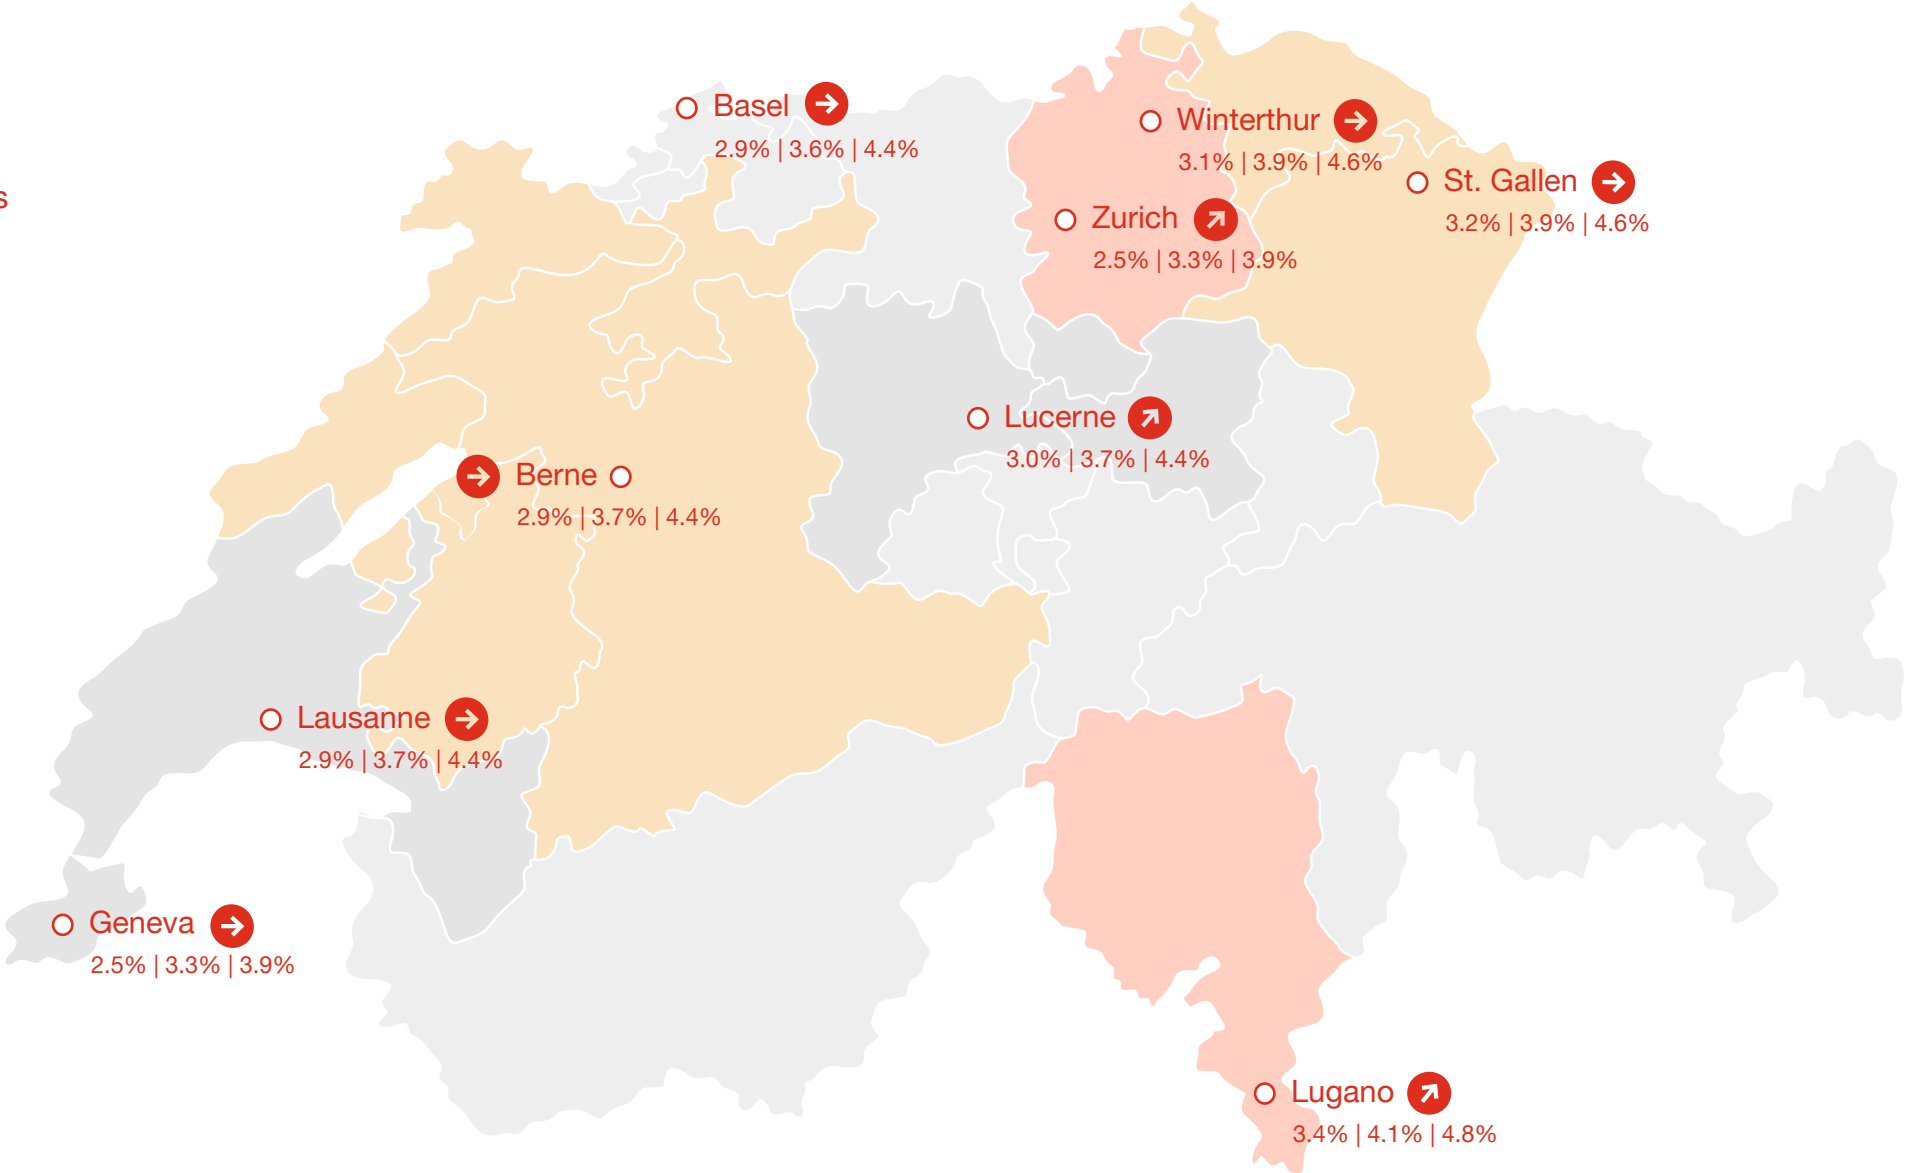 s
Basel
2.9% | 3.6% | 4.4%
Winterthur
3.1% | 3.9% | 4.6%
St. Gallen
3.2% | 3.9% | 4.6%
Zurich
2.5% | 3.3% | 3.9%
Lucerne
3.0% | 3.7% | 4.4%
Berne
2.9% | 3.7% | 4.4%
Lausanne
2.9% | 3.7% | 4.4%
Geneva
2.5% | 3.3% | 3.9%
Lugano
3.4% | 4.1% | 4.8%